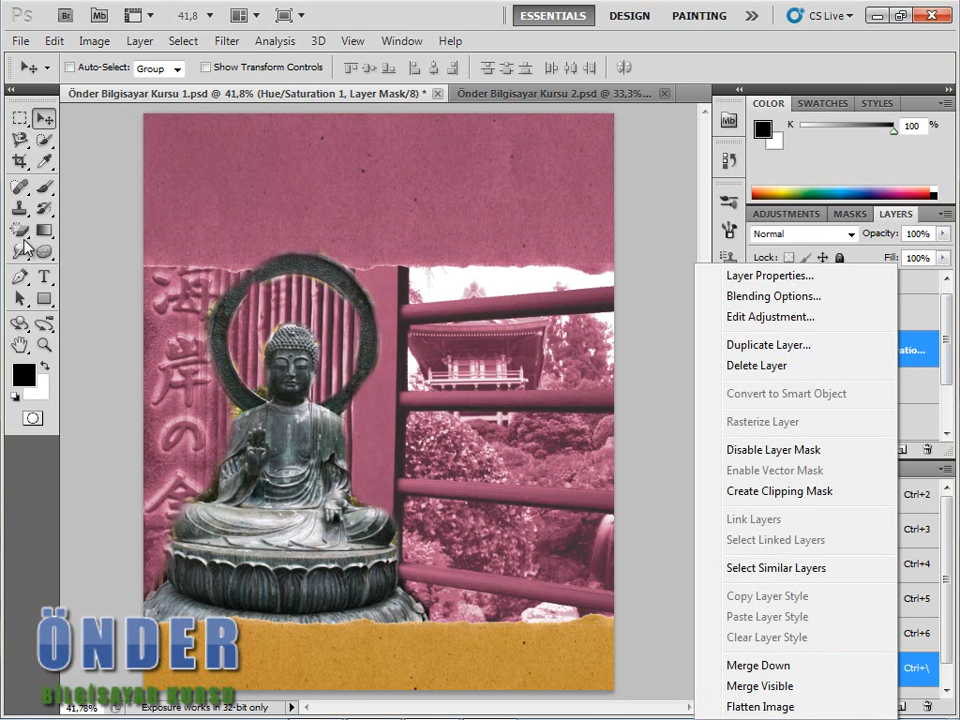 Ps Br Mb 41,8 ESSENTIALS DESIGN PAINTING CS Live
File Edit Image Layer Select Filter Analysis 3D View Window Help
Auto-Select: Group Show Transform Controls
Önder Bilgisayar Kursu 1.psd @ 41,8% (Hue/Saturation 1, Layer Mask/8) * Önder Bilgisayar Kursu 2.psd @ 33,3%...
COLOR SWATCHES STYLES
Mb
K 100 %
ADJUSTMENTS MASKS LAYERS
Normal Opacity: 100%
Lock: Fill: 100%
Layer Properties...
Blending Options...
Edit Adjustment...
Duplicate Layer...
ratio...
Delete Layer
Convert to Smart Object
Rasterize Layer
Disable Layer Mask
Enable Vector Mask
Create Clipping Mask
Link Layers
Select Linked Layers
Select Similar Layers
Copy Layer Style
Paste Layer Style
Clear Layer Style
Merge Down
Merge Visible
Flatten Image
Ctrl+2
Ctrl+3
Ctrl+4
Ctrl+5
Ctrl+6
Ctrl+\
T
海
岸
の
ÖNDER
BİLGİSAYAR KURSU
41,78% Exposure works in 32-bit only